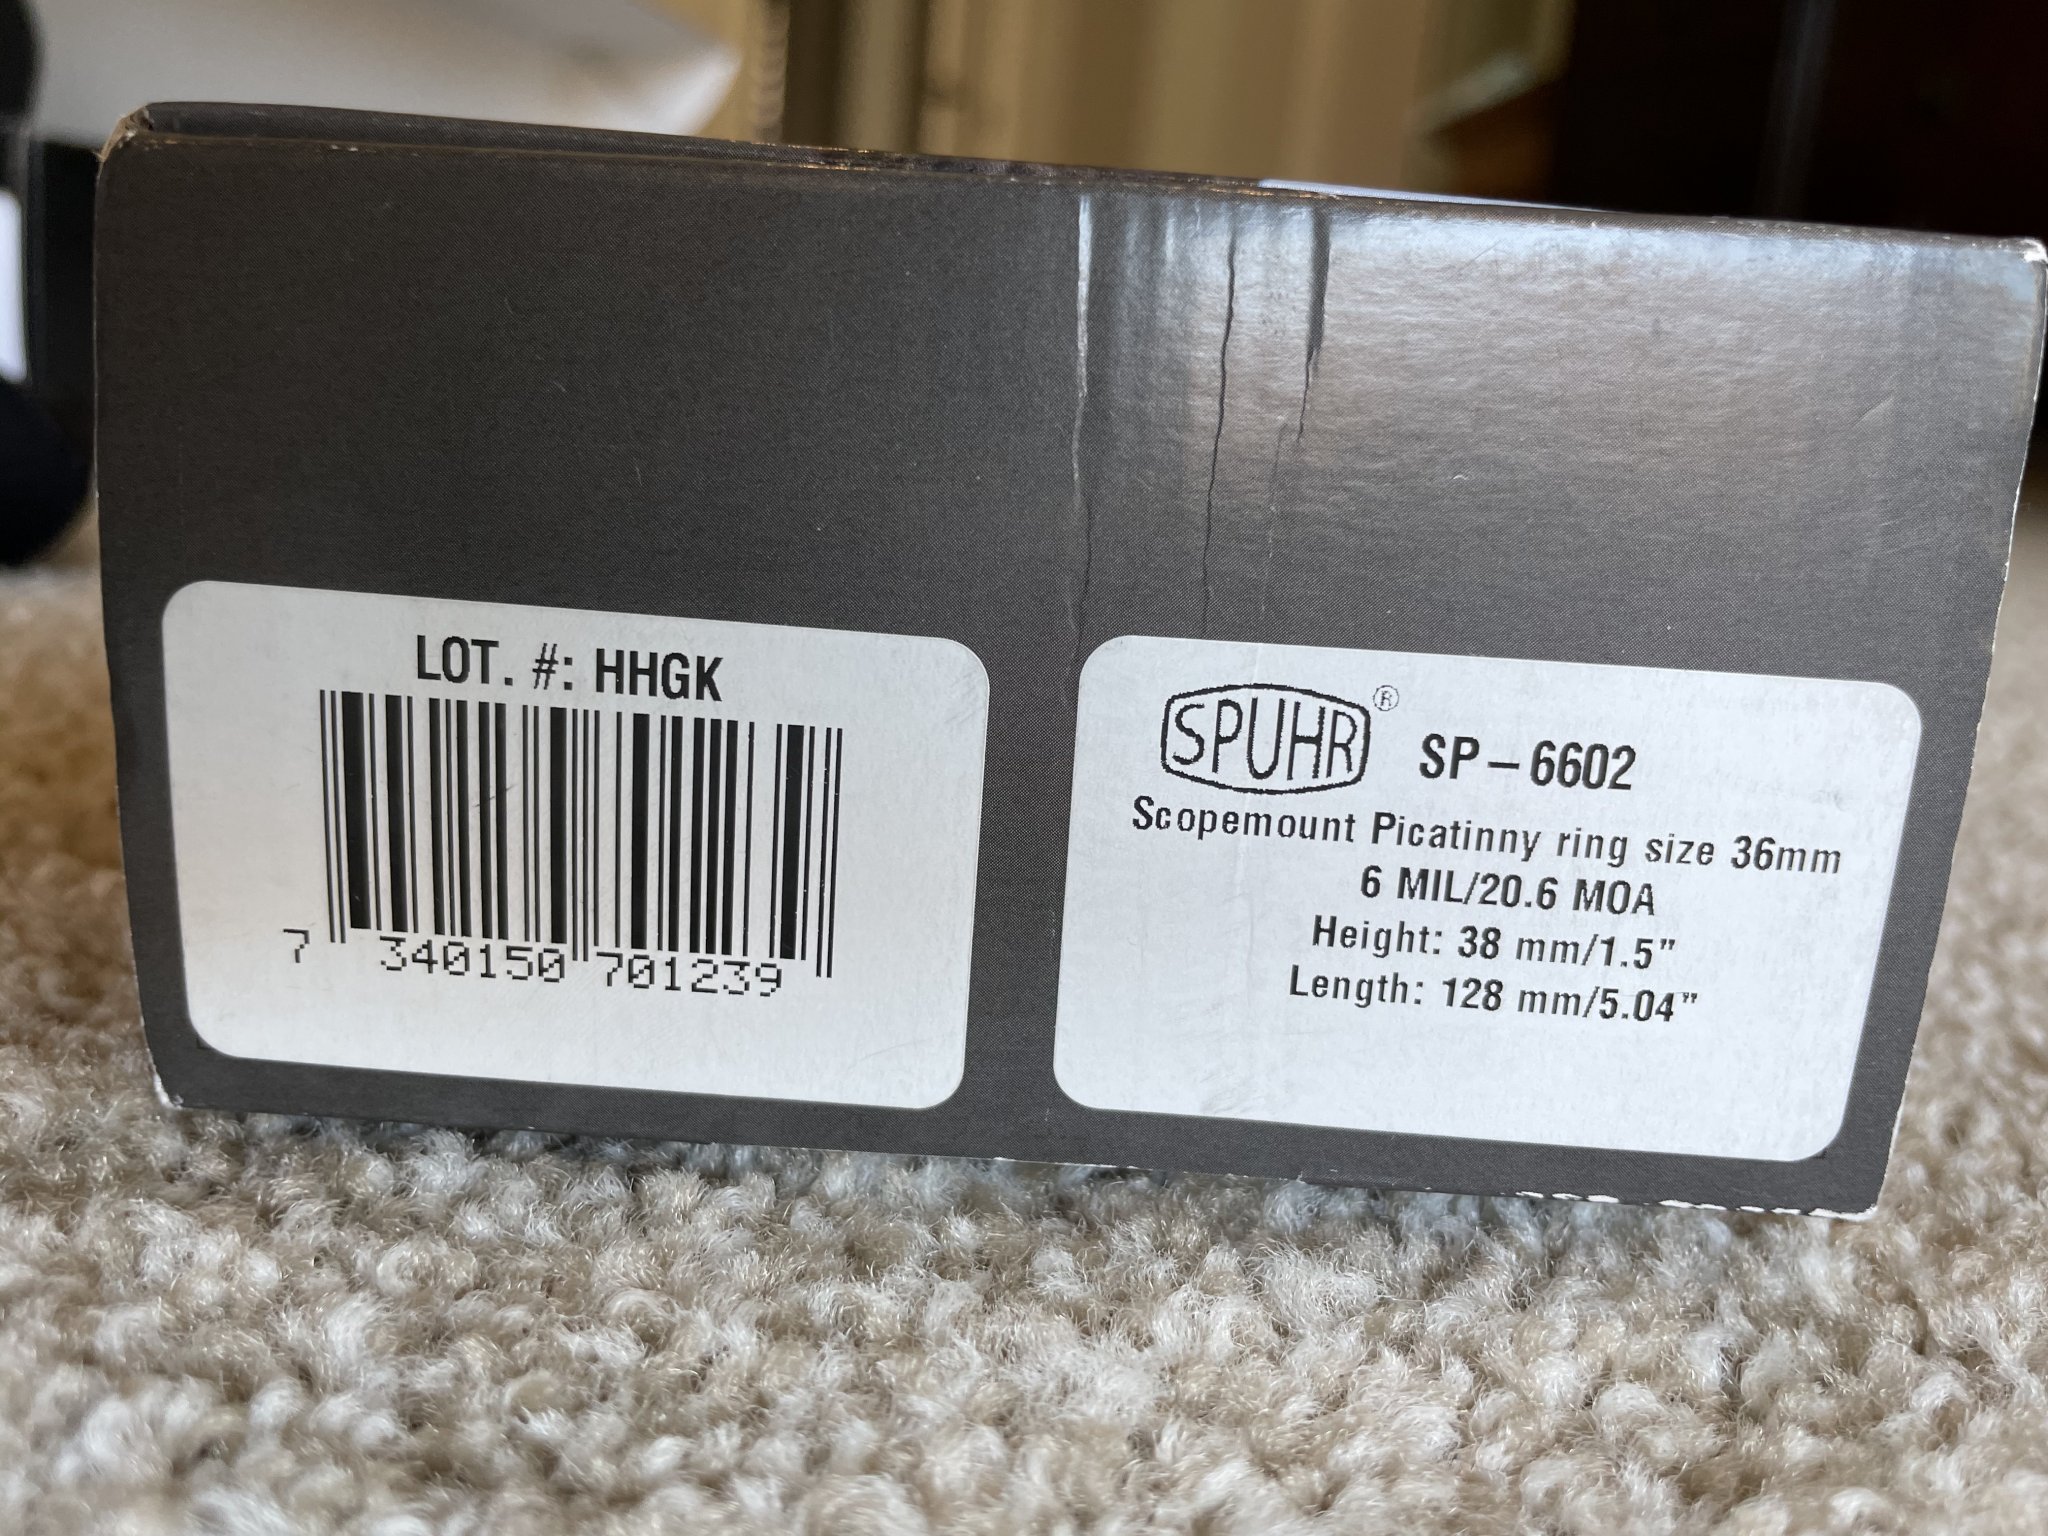 LOT. #: HHGK
7 340150 701239
SPUHR® SP-6602
Scopemount Picatinny ring size 36mm
6 MIL/20.6 MOA
Height: 38 mm/1.5"
Length: 128 mm/5.04"